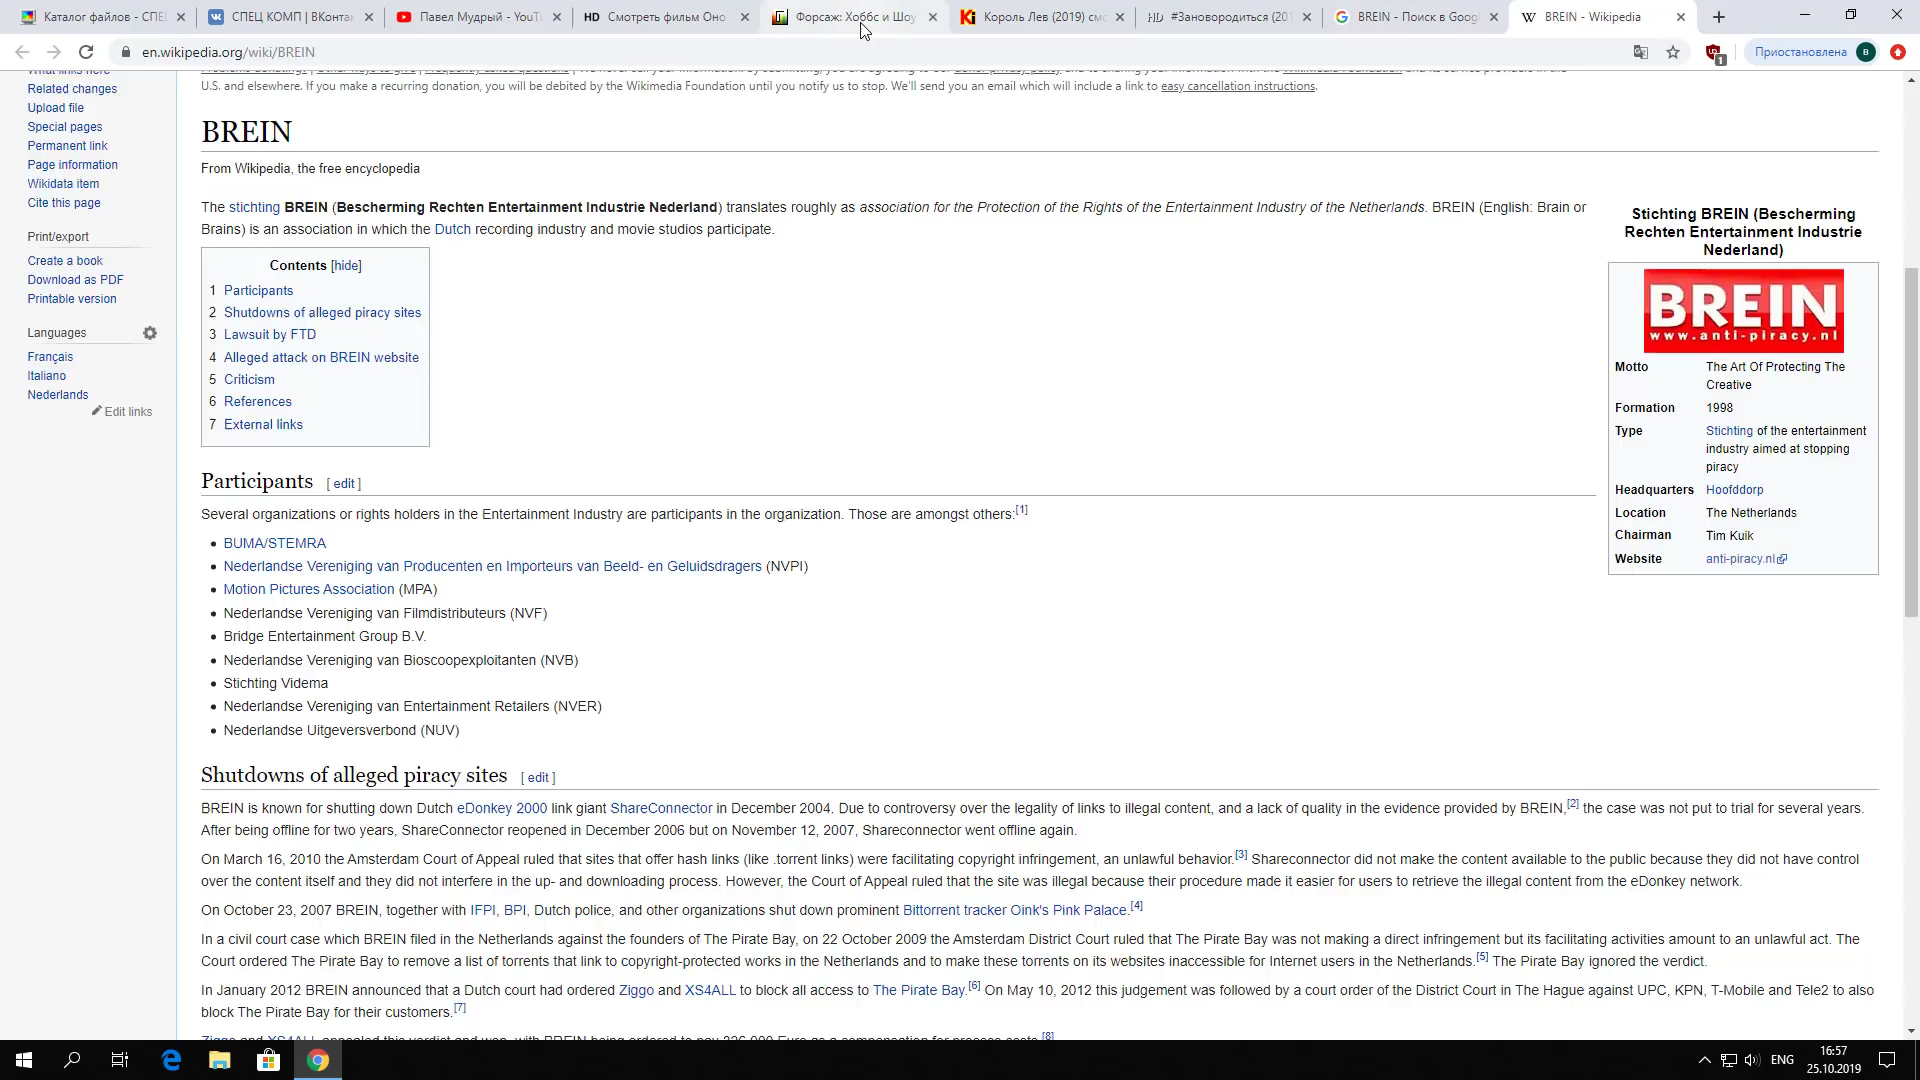 Каталог файлов - СПЕЦ
СПЕЦ КОМП | ВКонтак
Павел Мудрый - YouT
HD Смотреть фильм Оно
Форсаж: Хоббс и Шоу
Ki Король Лев (2019) смо
HD #Зановородиться (201
BREIN - Поиск в Googl
W BREIN - Wikipedia
en.wikipedia.org/wiki/BREIN
1
Приостановлена
B
What links here
Related changes
Upload file
Special pages
Permanent link
Page information
Wikidata item
Cite this page
Print/export
Create a book
Download as PDF
Printable version
Languages
Français
Italiano
Nederlands
Edit links
U.S. and elsewhere. If you make a recurring donation, you will be debited by the Wikimedia Foundation until you notify us to stop. We'll send you an email which will include a link to easy cancellation instructions.
BREIN
From Wikipedia, the free encyclopedia
The stichting BREIN (Bescherming Rechten Entertainment Industrie Nederland) translates roughly as association for the Protection of the Rights of the Entertainment Industry of the Netherlands. BREIN (English: Brain or
Brains) is an association in which the Dutch recording industry and movie studios participate.
Contents [hide]
1 Participants
2 Shutdowns of alleged piracy sites
3 Lawsuit by FTD
4 Alleged attack on BREIN website
5 Criticism
6 References
7 External links
Stichting BREIN (Bescherming
Rechten Entertainment Industrie
Nederland)
BREIN
www.anti-piracy.nl
Motto The Art Of Protecting The
Creative
Formation 1998
Type Stichting of the entertainment
industry aimed at stopping
piracy
Headquarters Hoofddorp
Location The Netherlands
Chairman Tim Kuik
Website anti-piracy.nl
Participants [ edit ]
Several organizations or rights holders in the Entertainment Industry are participants in the organization. Those are amongst others:[1]
BUMA/STEMRA
Nederlandse Vereniging van Producenten en Importeurs van Beeld- en Geluidsdragers (NVPI)
Motion Pictures Association (MPA)
Nederlandse Vereniging van Filmdistributeurs (NVF)
Bridge Entertainment Group B.V.
Nederlandse Vereniging van Bioscoopexploitanten (NVB)
Stichting Videma
Nederlandse Vereniging van Entertainment Retailers (NVER)
Nederlandse Uitgeversverbond (NUV)
Shutdowns of alleged piracy sites [ edit ]
BREIN is known for shutting down Dutch eDonkey 2000 link giant ShareConnector in December 2004. Due to controversy over the legality of links to illegal content, and a lack of quality in the evidence provided by BREIN,[2] the case was not put to trial for several years.
After being offline for two years, ShareConnector reopened in December 2006 but on November 12, 2007, Shareconnector went offline again.
On March 16, 2010 the Amsterdam Court of Appeal ruled that sites that offer hash links (like .torrent links) were facilitating copyright infringement, an unlawful behavior.[3] Shareconnector did not make the content available to the public because they did not have control
over the content itself and they did not interfere in the up- and downloading process. However, the Court of Appeal ruled that the site was illegal because their procedure made it easier for users to retrieve the illegal content from the eDonkey network.
On October 23, 2007 BREIN, together with IFPI, BPI, Dutch police, and other organizations shut down prominent Bittorrent tracker Oink's Pink Palace.[4]
In a civil court case which BREIN filed in the Netherlands against the founders of The Pirate Bay, on 22 October 2009 the Amsterdam District Court ruled that The Pirate Bay was not making a direct infringement but its facilitating activities amount to an unlawful act. The
Court ordered The Pirate Bay to remove a list of torrents that link to copyright-protected works in the Netherlands and to make these torrents on its websites inaccessible for Internet users in the Netherlands.[5] The Pirate Bay ignored the verdict.
In January 2012 BREIN announced that a Dutch court had ordered Ziggo and XS4ALL to block all access to The Pirate Bay.[6] On May 10, 2012 this judgement was followed by a court order of the District Court in The Hague against UPC, KPN, T-Mobile and Tele2 to also
block The Pirate Bay for their customers.[7]
ENG
16:57
25.10.2019